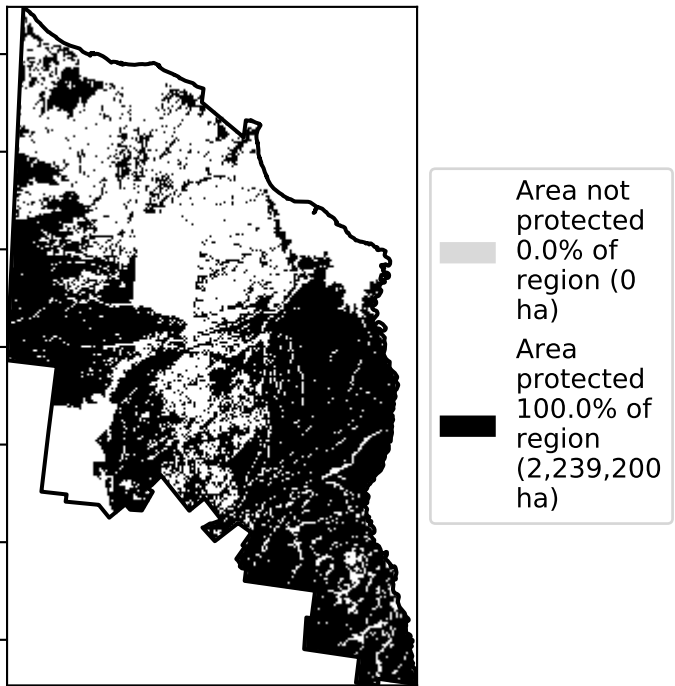 Area not
protected
0.0% of
region (0
ha)
Area
protected
100.0% of
region
(2,239,200
ha)